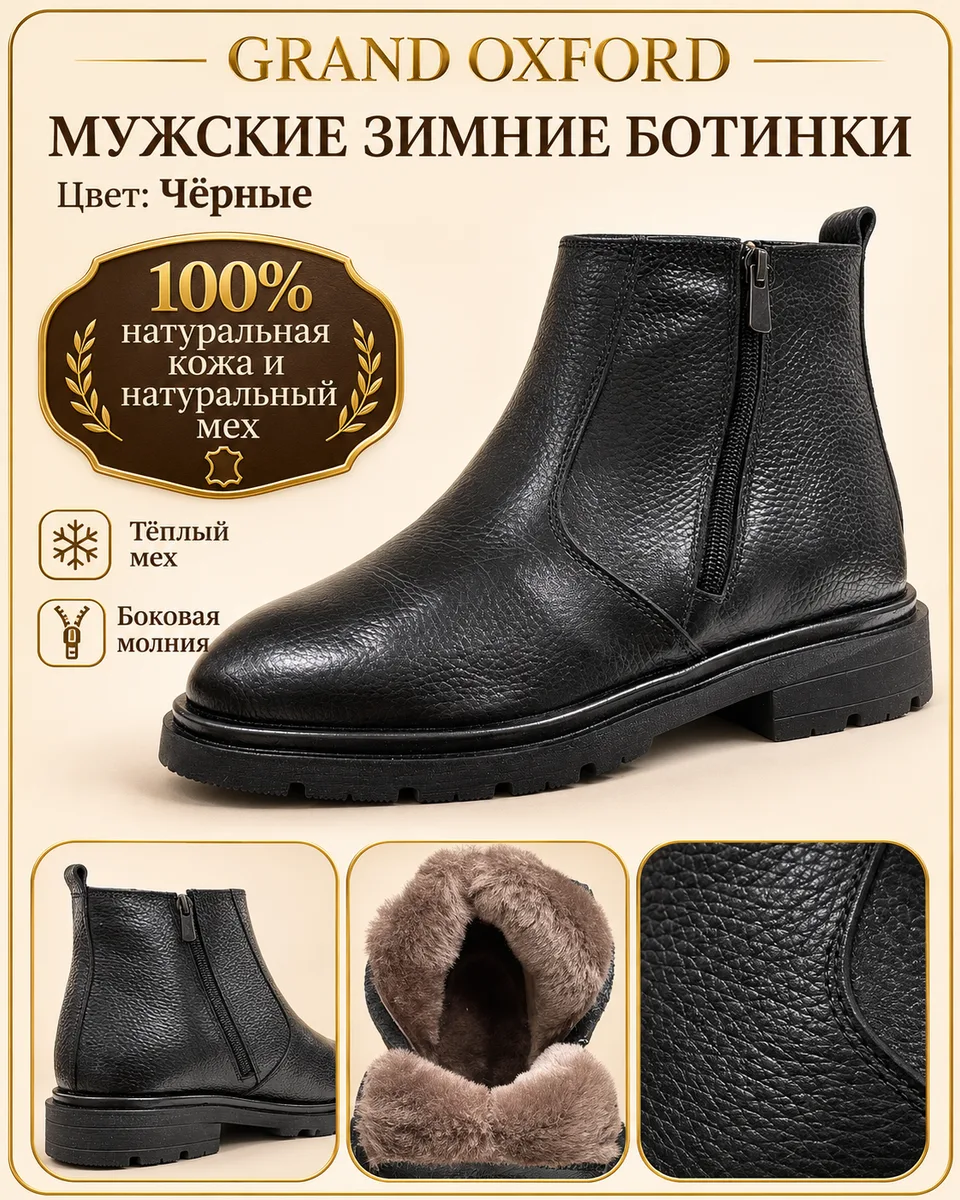 GRAND OXFORD
МУЖСКИЕ ЗИМНИЕ БОТИНКИ
Цвет: Чёрные
100%
натуральная
кожа и
натуральный
мех
Тёплый
мех
Боковая
молния